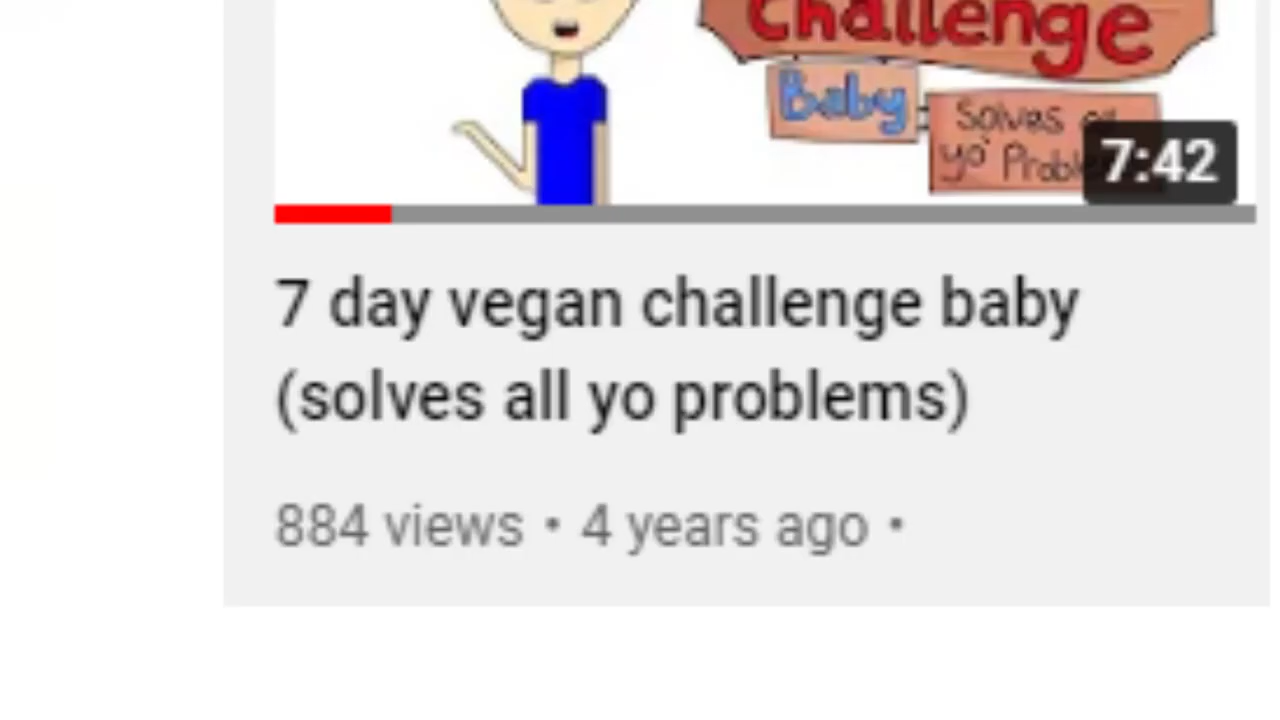 Challenge
Baby
Solves
yo'
7:42
7 day vegan challenge baby
(solves all yo problems)
884 views • 4 years ago •